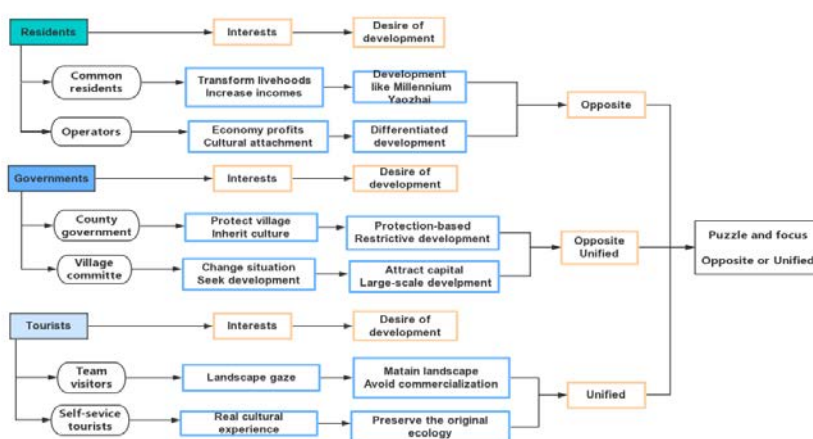 Residents
Interests
Desire of
development
Common
residents
Transform livehoods
Increase incomes
Development
like Millennium
Yaozhai
Operators
Economy profits
Cultural attachment
Differentiated
development
Opposite
Governments
Interests
Desire of
development
County
government
Protect village
Inherit culture
Protection-based
Restrictive development
Village
committe
Change situation
Seek development
Attract capital
Large-scale develpment
Opposite
Unified
Puzzle and focus
Opposite or Unified
Tourists
Interests
Desire of
development
Team
visitors
Landscape gaze
Matain landscape
Avoid commercialization
Self-sevice
tourists
Real cultural
experience
Preserve the original
ecology
Unified